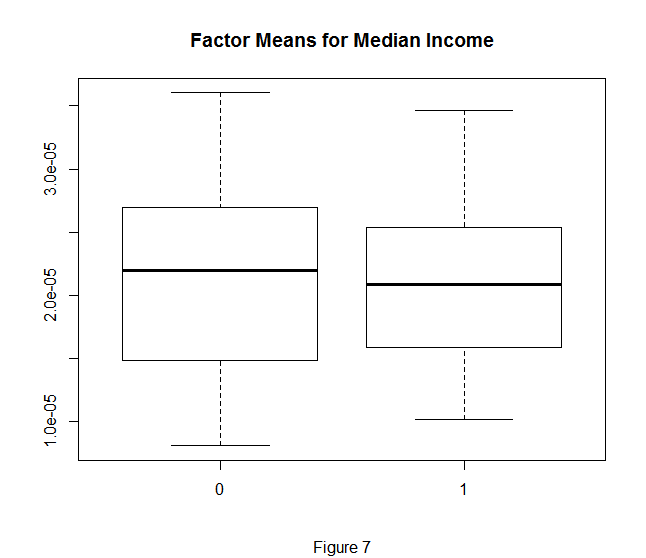 Factor Means for Median Income
3.0e-05
2.0e-05
1.0e-05
0 1
Figure 7